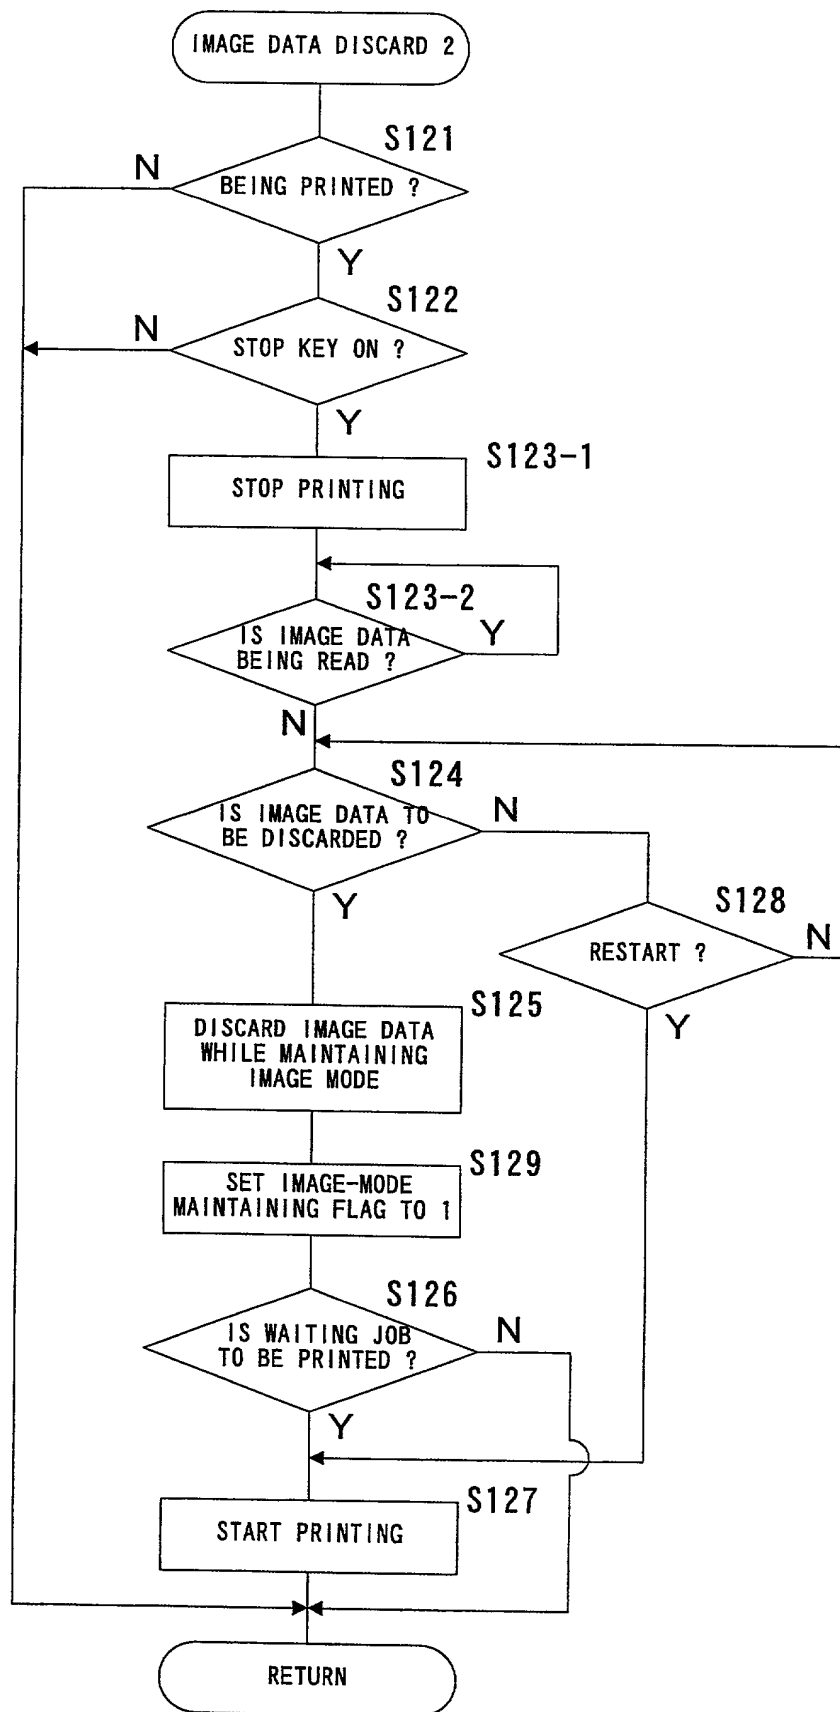 IMAGE DATA DISCARD 2
S121
N
BEING PRINTED ?
Y
S122
N
STOP KEY ON ?
Y
S123-1
STOP PRINTING
S123-2
IS IMAGE DATA
BEING READ ?
Y
N
S124
IS IMAGE DATA TO
BE DISCARDED ?
N
Y
S128
RESTART ?
N
Y
S125
DISCARD IMAGE DATA
WHILE MAINTAINING
IMAGE MODE
S129
SET IMAGE-MODE
MAINTAINING FLAG TO 1
S126
IS WAITING JOB
TO BE PRINTED ?
N
Y
S127
START PRINTING
RETURN